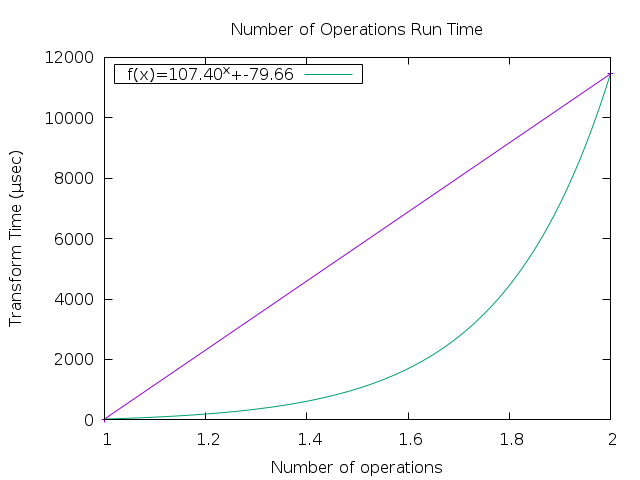 Number of Operations Run Time
f(x)=107.40^x+-79.66
Transform Time (µsec)
12000
10000
8000
6000
4000
2000
0
1 1.2 1.4 1.6 1.8 2
Number of operations